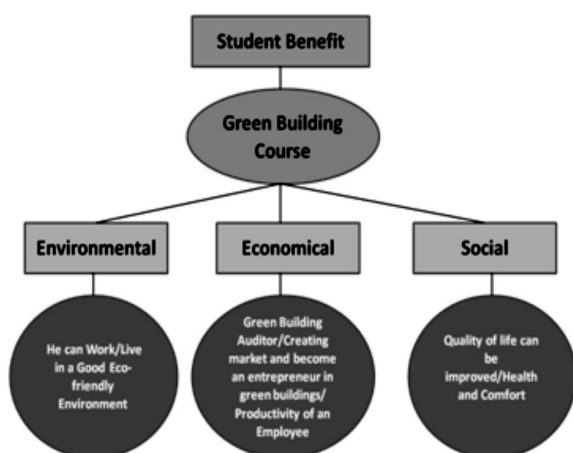 Student Benefit
Green Building
Course
Environmental
Economical
Social
He can Work/Live
in a Good Eco-
friendly
Environment
Green Building
Auditor/Creating
market and become
an entrepreneur in
green buildings/
Productivity of an
Employee
Quality of life can
be
improved/Health
and Comfort